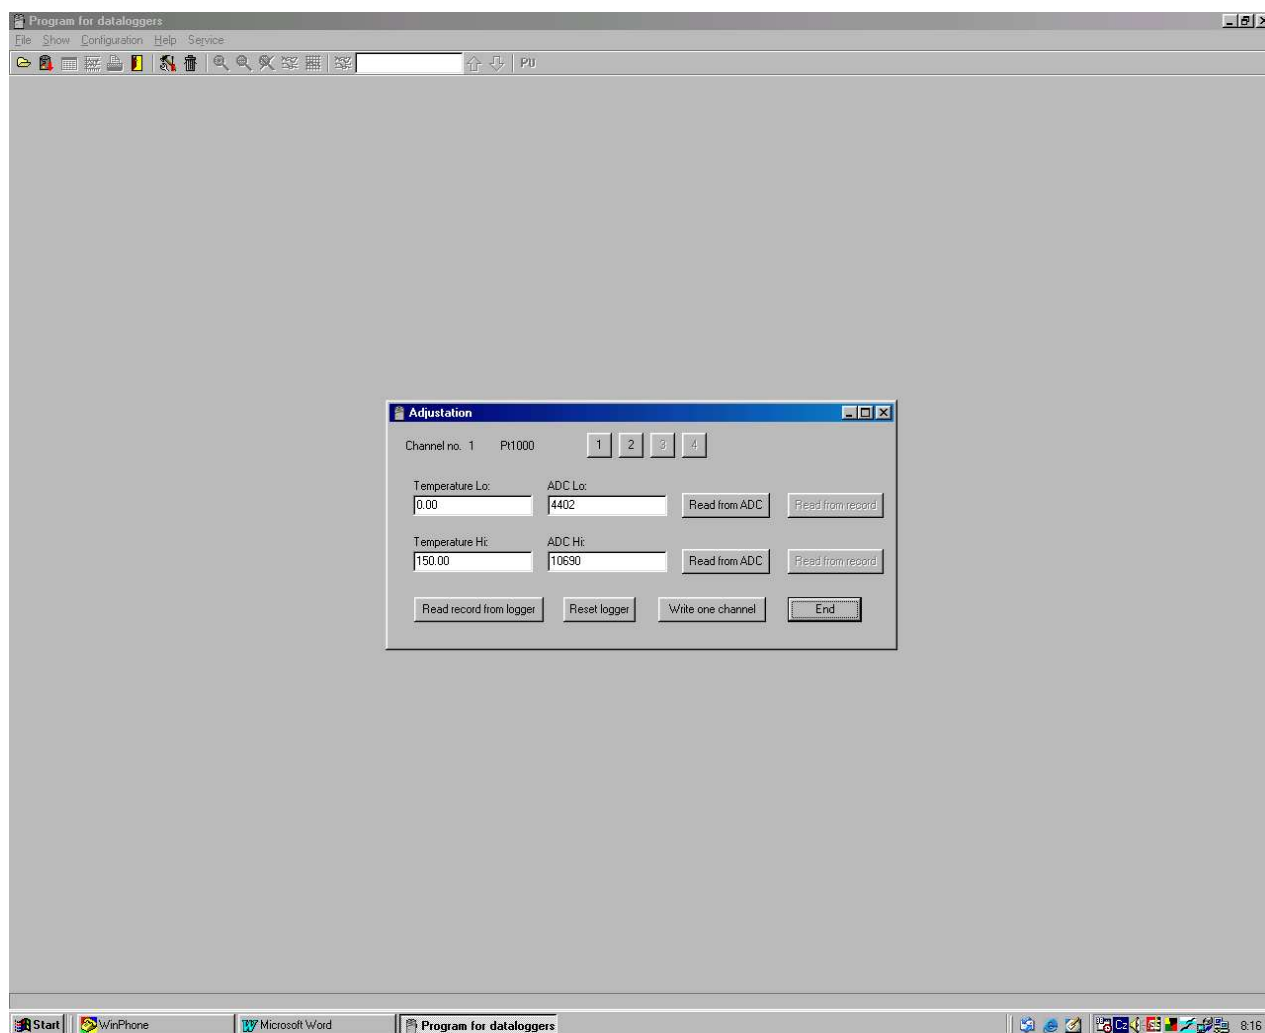 Program for dataloggers
File Show Configuration Help Service
PU
Adjustation
Channel no. 1 Pt1000 1 2 3 4
Temperature Lo: ADC Lo:
0.00 4402 Read from ADC Read from record
Temperature Hi: ADC Hi:
150.00 10690 Read from ADC Read from record
Read record from logger Reset logger Write one channel End
Start WinPhone Microsoft Word Program for dataloggers Cz 8:16